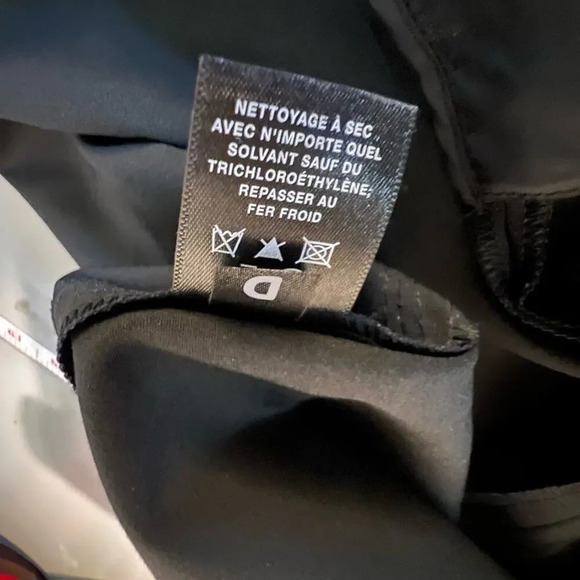 NETTOYAGE À SEC
AVEC N'IMPORTE QUEL
SOLVANT SAUF DU
TRICHLOROÉTHYLÈNE,
REPASSER AU
FER FROID
D